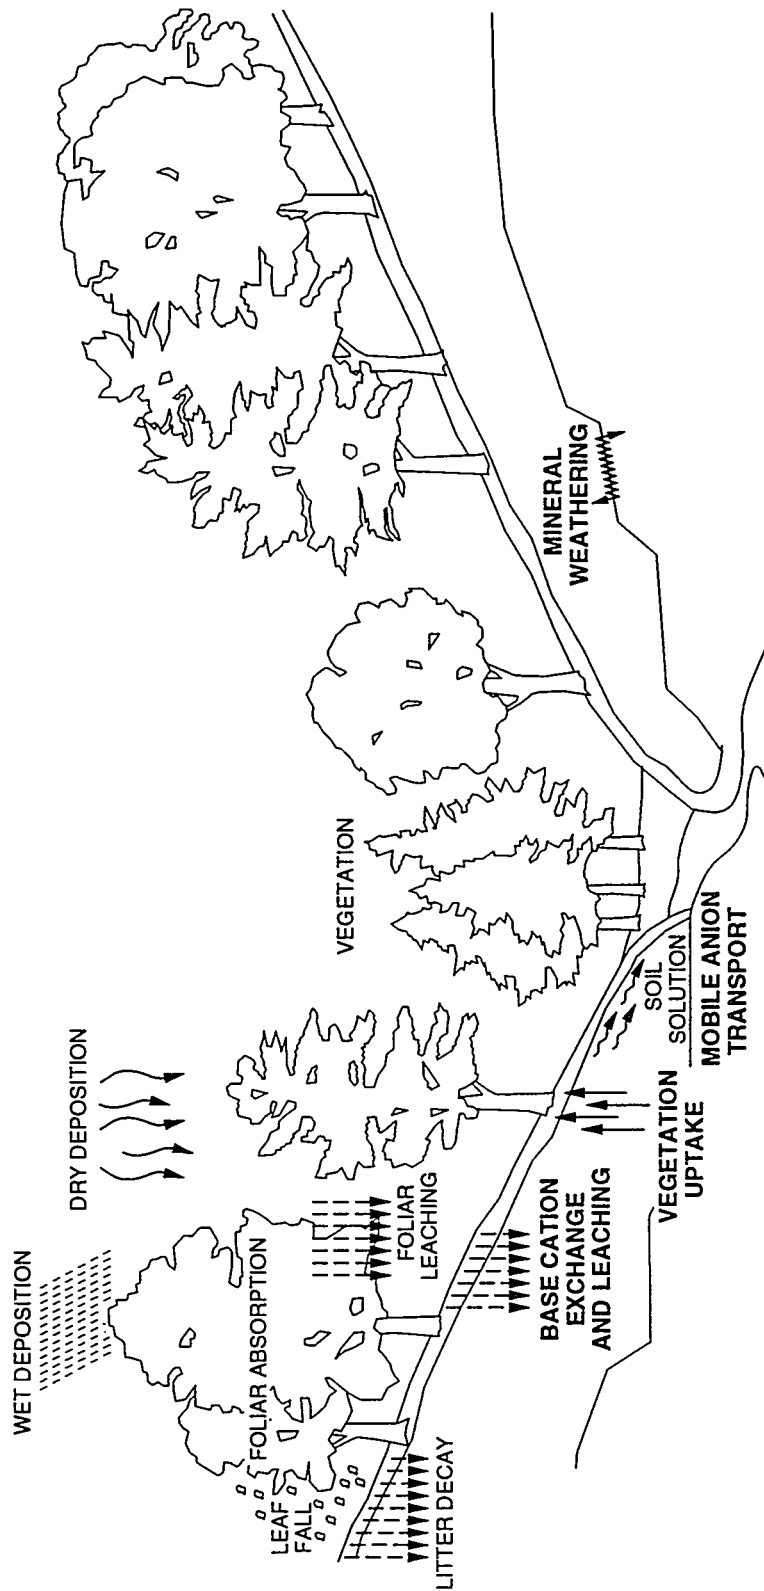 WET DEPOSITION
DRY DEPOSITION
VEGETATION
FOLIAR ABSORPTION
LEAF
FALL
FOLIAR
LEACHING
LITTER DECAY
BASE CATION
EXCHANGE
AND LEACHING
VEGETATION
UPTAKE
SOIL
SOLUTION
MOBILE ANION
TRANSPORT
MINERAL
WEATHERING